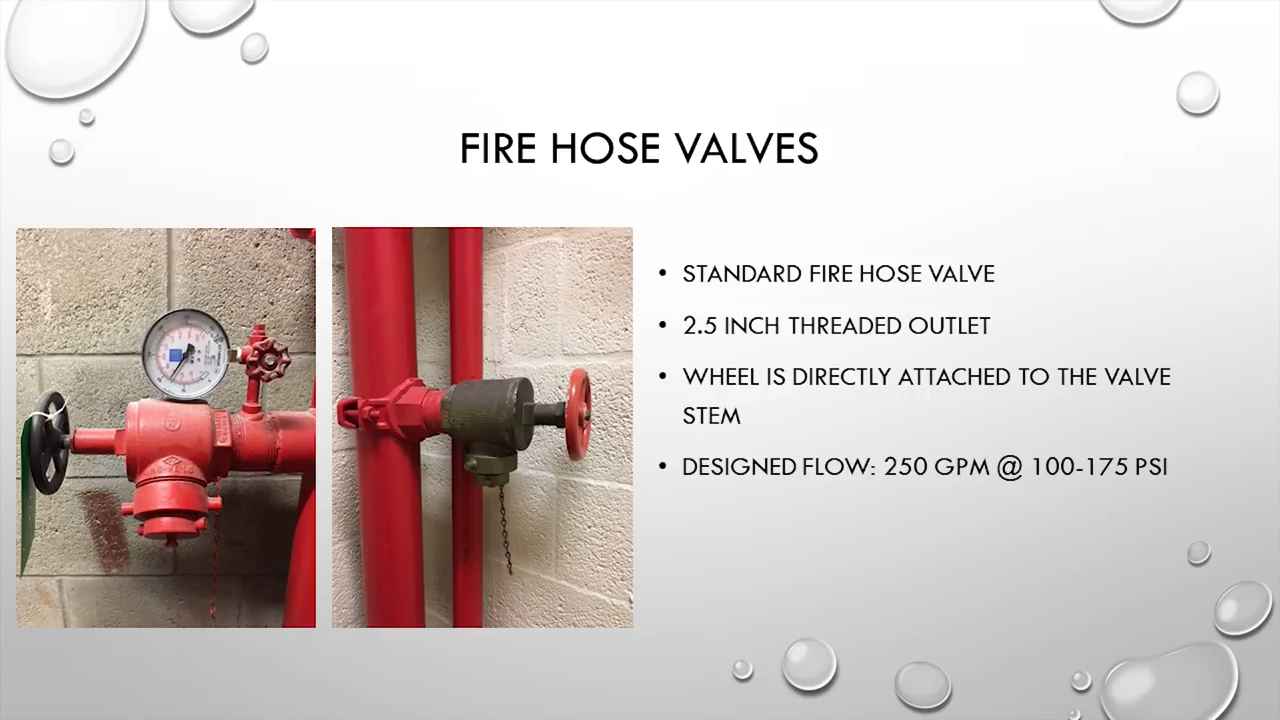 FIRE HOSE VALVES
• STANDARD FIRE HOSE VALVE
• 2.5 INCH THREADED OUTLET
• WHEEL IS DIRECTLY ATTACHED TO THE VALVE
STEM
• DESIGNED FLOW: 250 GPM @ 100-175 PSI